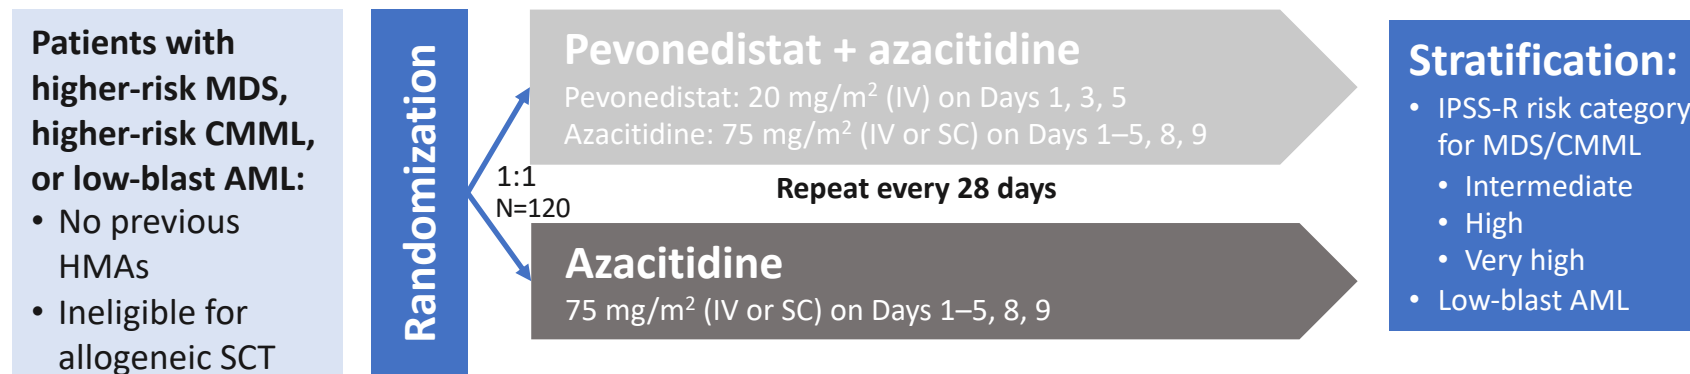 Patients with
higher-risk MDS,
higher-risk CMML,
or low-blast AML:
• No previous
HMAs
• Ineligible for
allogeneic SCT
Randomization
1:1
N=120
Pevonedistat + azacitidine
Pevonedistat: 20 mg/m² (IV) on Days 1, 3, 5
Azacitidine: 75 mg/m² (IV or SC) on Days 1–5, 8, 9
Repeat every 28 days
Azacitidine
75 mg/m² (IV or SC) on Days 1–5, 8, 9
Stratification:
• IPSS-R risk category
for MDS/CMML
• Intermediate
• High
• Very high
• Low-blast AML